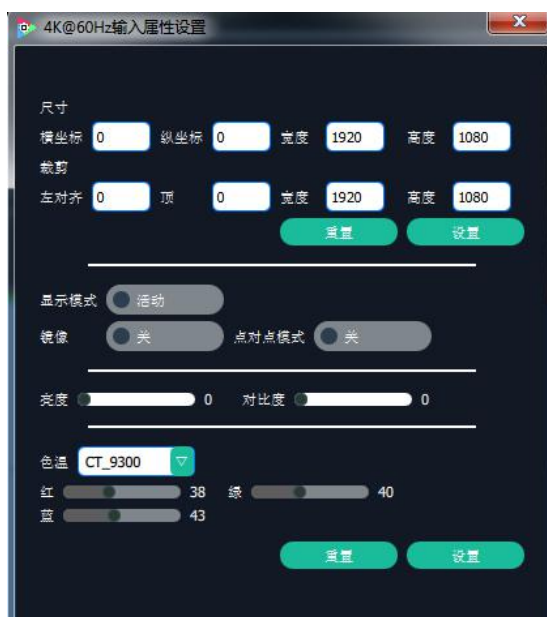 4K@60Hz输入属性设置
尺寸
横坐标 0 纵坐标 0 宽度 1920 高度 1080
裁剪
左对齐 0 顶 0 宽度 1920 高度 1080
重置 设置
显示模式 活动
镜像 关 点对点模式 关
亮度 0 对比度 0
色温 CT_9300
红 38 绿 40
蓝 43
重置 设置